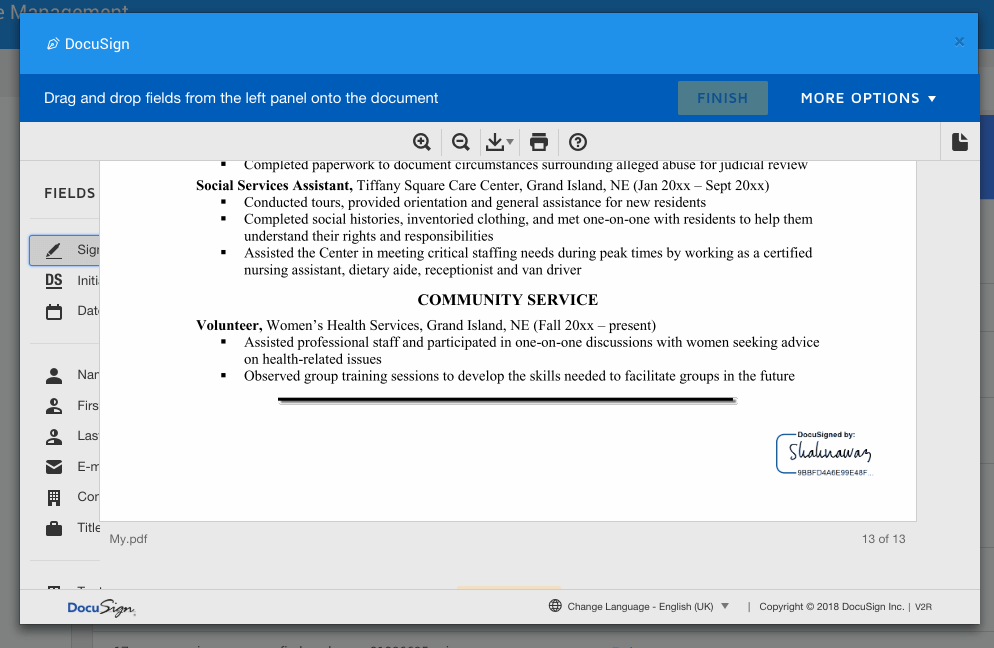 e Management
DocuSign
×
Drag and drop fields from the left panel onto the document
FINISH
MORE OPTIONS
FIELDS
Sign
DS Initi
Date
Nan
Firs
Las
E-m
Con
Title
Completed paperwork to document circumstances surrounding alleged abuse for judicial review
Social Services Assistant, Tiffany Square Care Center, Grand Island, NE (Jan 20xx – Sept 20xx)
▪ Conducted tours, provided orientation and general assistance for new residents
▪ Completed social histories, inventoried clothing, and met one-on-one with residents to help them
understand their rights and responsibilities
▪ Assisted the Center in meeting critical staffing needs during peak times by working as a certified
nursing assistant, dietary aide, receptionist and van driver
COMMUNITY SERVICE
Volunteer, Women’s Health Services, Grand Island, NE (Fall 20xx – present)
▪ Assisted professional staff and participated in one-on-one discussions with women seeking advice
on health-related issues
▪ Observed group training sessions to develop the skills needed to facilitate groups in the future
DocuSigned by:
Shahnawaz
9BBFD4A6E99E48F...
My.pdf
13 of 13
DocuSign
Change Language - English (UK)
| Copyright © 2018 DocuSign Inc. | V2R